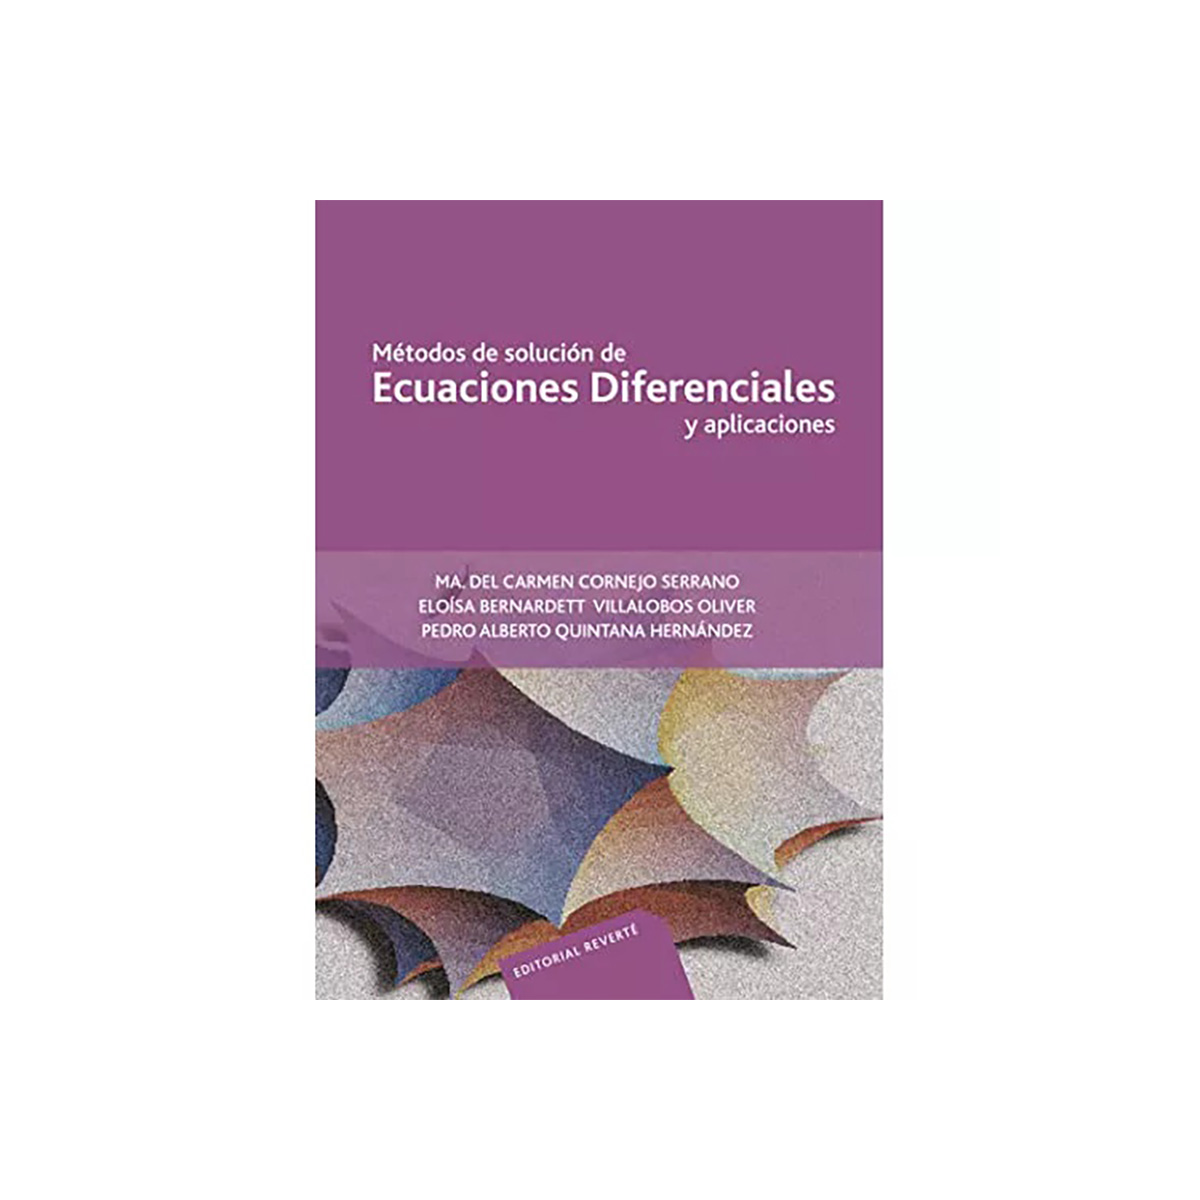 Métodos de solución de
Ecuaciones Diferenciales
y aplicaciones
MA. DEL CARMEN CORNEJO SERRANO
ELOÍSA BERNARDETT VILLALOBOS OLIVER
PEDRO ALBERTO QUINTANA HERNÁNDEZ
EDITORIAL REVERTÉ